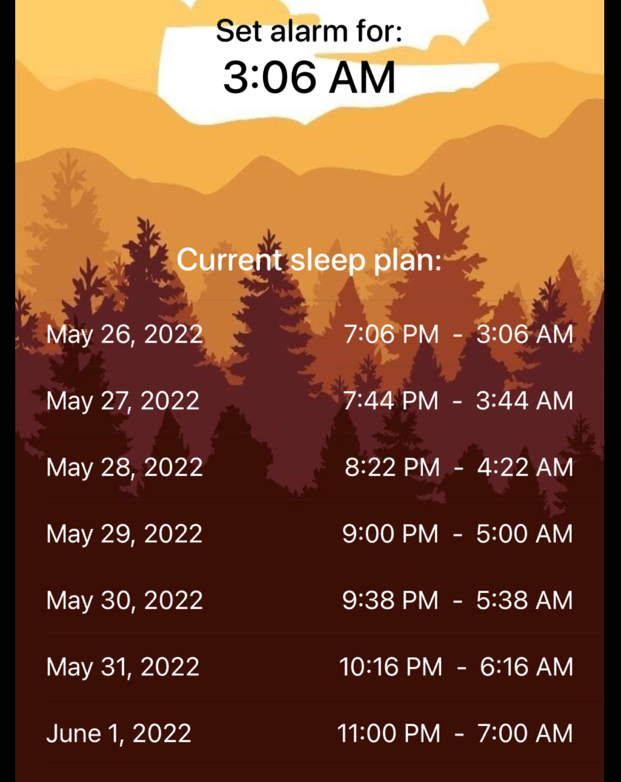 Set alarm for:
3:06 AM
Current sleep plan:
May 26, 2022 7:06 PM - 3:06 AM
May 27, 2022 7:44 PM - 3:44 AM
May 28, 2022 8:22 PM - 4:22 AM
May 29, 2022 9:00 PM - 5:00 AM
May 30, 2022 9:38 PM - 5:38 AM
May 31, 2022 10:16 PM - 6:16 AM
June 1, 2022 11:00 PM - 7:00 AM